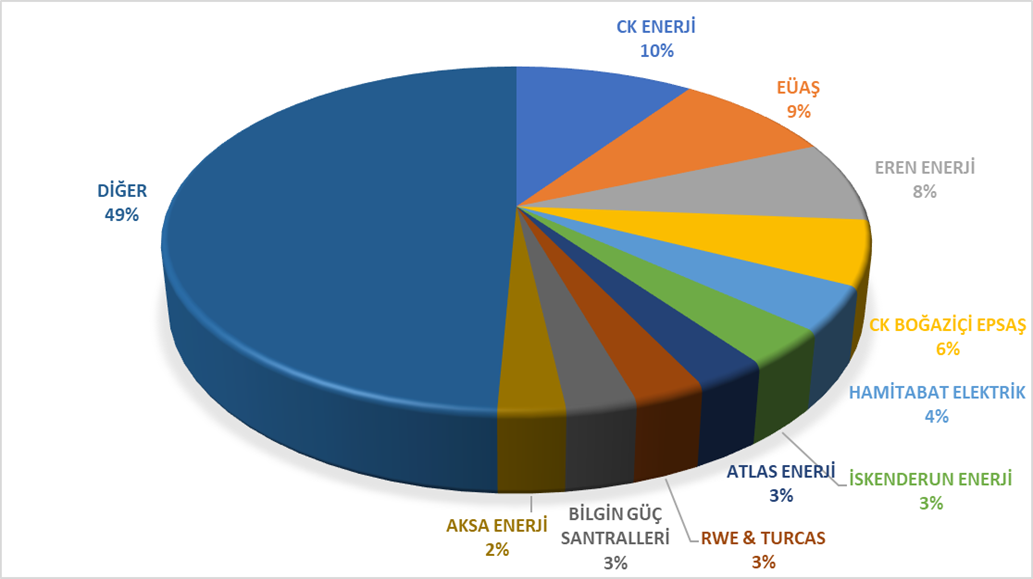 CK ENERJİ
10%
EÜAŞ
9%
EREN ENERJİ
8%
CK BOĞAZİÇİ EPSAŞ
6%
HAMİTABAT ELEKTRİK
4%
İSKENDERUN ENERJİ
3%
ATLAS ENERJİ
3%
RWE & TURCAS
3%
BİLGİN GÜÇ
SANTRALLERİ
3%
AKSA ENERJİ
2%
DİĞER
49%